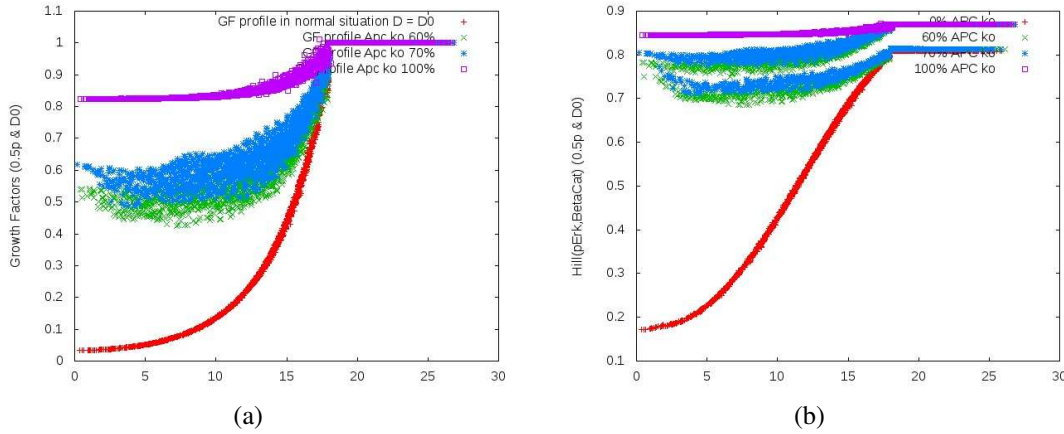 Growth Factors (0.5p & D0)
GF profile in normal situation D = D0
GF profile Apc ko 60%
profile Apc ko 70%
profile Apc ko 100%
1.1
1
0.9
0.8
0.7
0.6
0.5
0.4
0.3
0.2
0.1
0
0 5 10 15 20 25 30
(a)
Hill(pErk,BetaCat) (0.5p & D0)
0% APC ko
60% APC ko
70% APC ko
100% APC ko
0.9
0.8
0.7
0.6
0.5
0.4
0.3
0.2
0.1
0 5 10 15 20 25 30
(b)